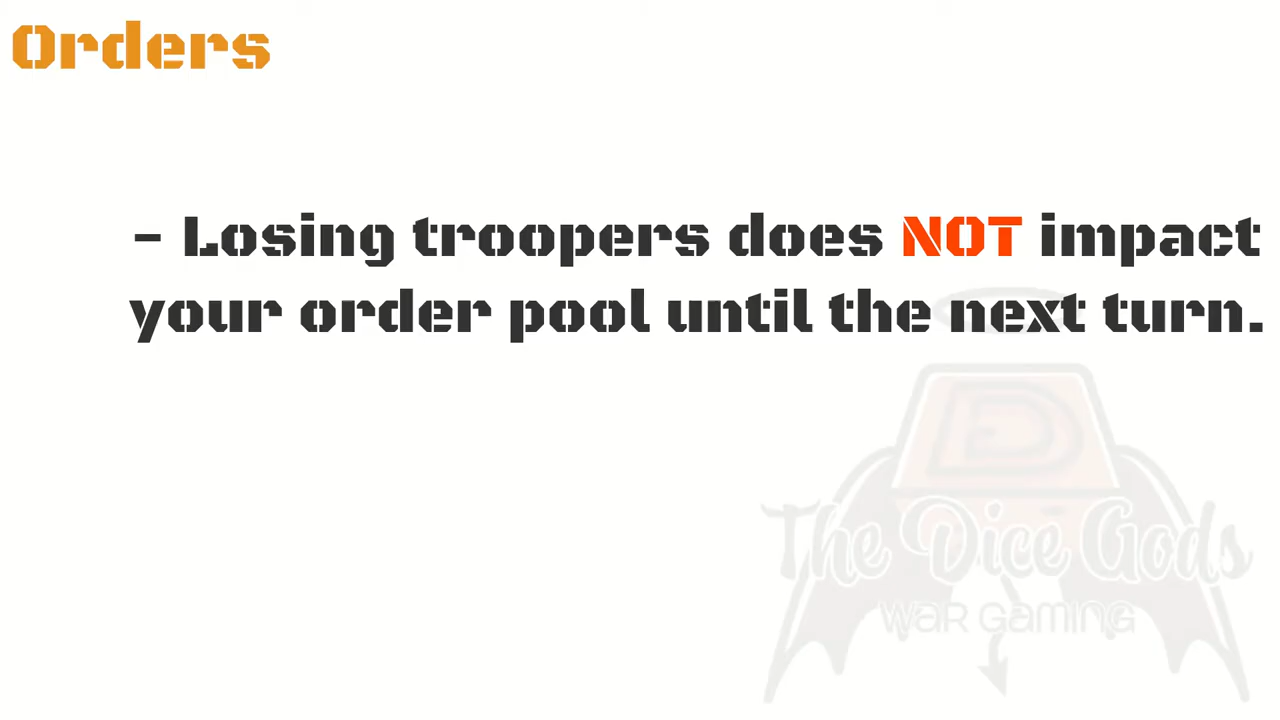 Orders
- Losing troopers does NOT impact
your order pool until the next turn.
D
The Dice Gods
WAR GAMING